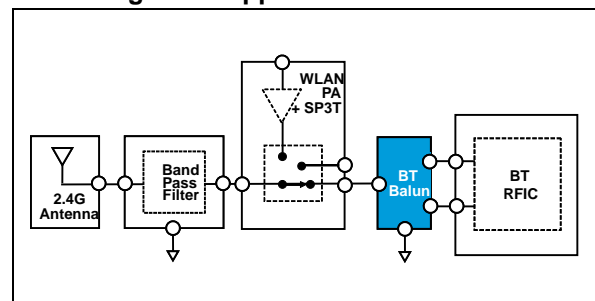 WLAN
PA
+ SP3T
2.4G
Antenna
Band
Pass
Filter
BT
Balun
BT
RFIC